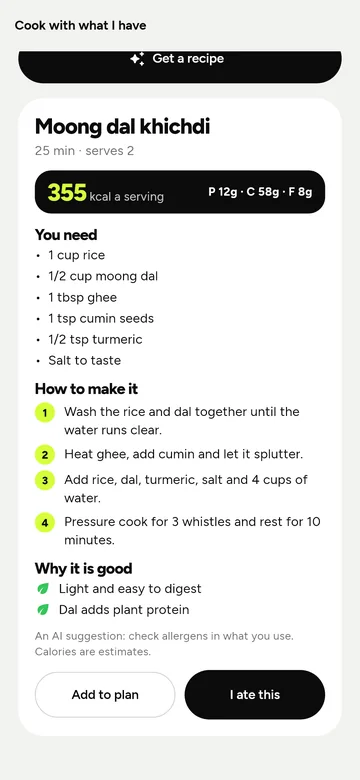 Cook with what I have
Get a recipe
Moong dal khichdi
25 min · serves 2
355 kcal a serving P 12g · C 58g · F 8g
You need
• 1 cup rice
• 1/2 cup moong dal
• 1 tbsp ghee
• 1 tsp cumin seeds
• 1/2 tsp turmeric
• Salt to taste
How to make it
1 Wash the rice and dal together until the
water runs clear.
2 Heat ghee, add cumin and let it splutter.
3 Add rice, dal, turmeric, salt and 4 cups of
water.
4 Pressure cook for 3 whistles and rest for 10
minutes.
Why it is good
Light and easy to digest
Dal adds plant protein
An AI suggestion: check allergens in what you use.
Calories are estimates.
Add to plan I ate this